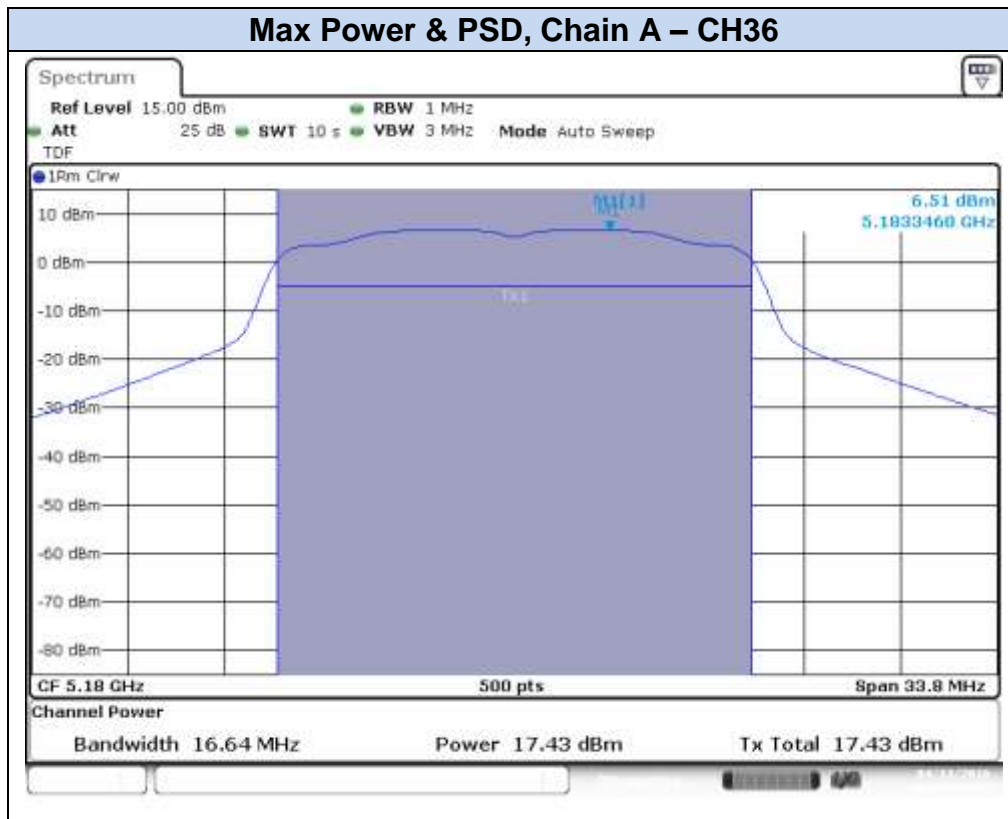 Max Power & PSD, Chain A – CH36
Spectrum
Ref Level 15.00 dBm RBW 1 MHz
Att 25 dB SWT 10 s VBW 3 MHz Mode Auto Sweep
TDF
1Rm Clrw
6.51 dBm
5.1833460 GHz
10 dBm
0 dBm
-10 dBm
-20 dBm
-30 dBm
-40 dBm
-50 dBm
-60 dBm
-70 dBm
-80 dBm
CF 5.18 GHz 500 pts Span 33.8 MHz
Channel Power
Bandwidth 16.64 MHz Power 17.43 dBm Tx Total 17.43 dBm